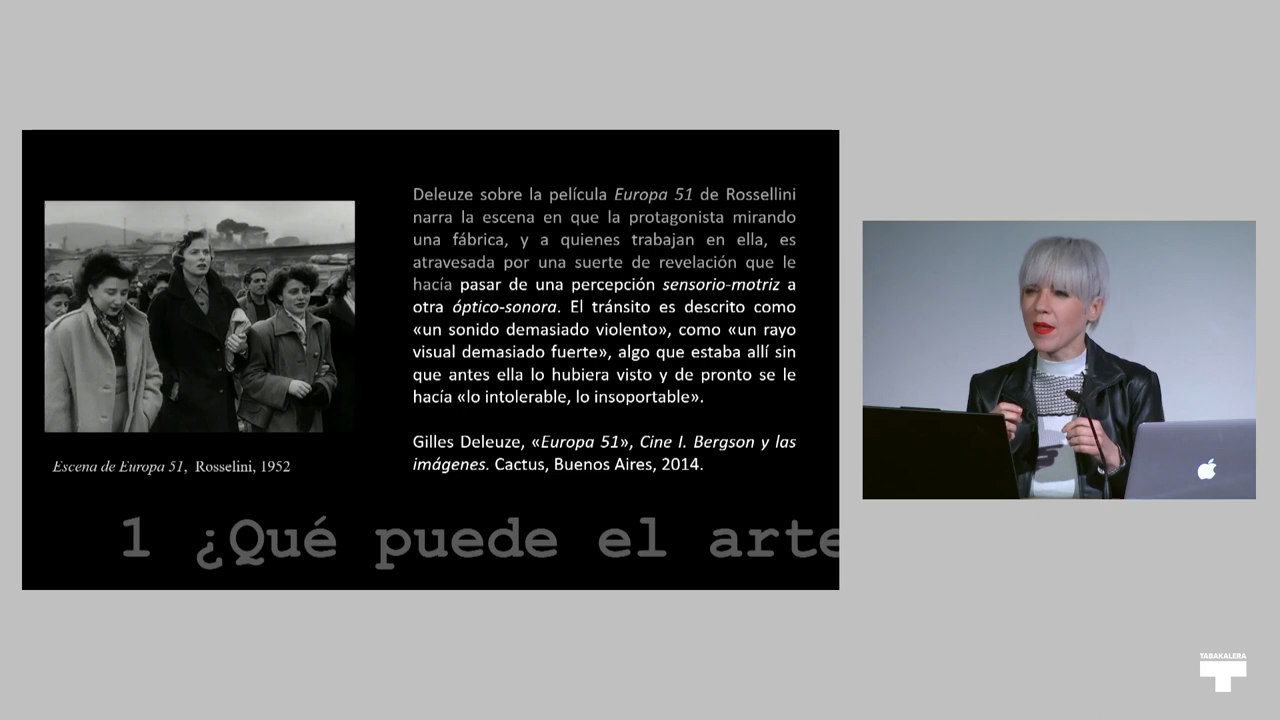 Deleuze sobre la película Europa 51 de Rossellini
narra la escena en que la protagonista mirando
una fábrica, y a quienes trabajan en ella, es
atravesada por una suerte de revelación que le
hacía pasar de una percepción sensorio-motriz a
otra óptico-sonora. El tránsito es descrito como
«un sonido demasiado violento», como «un rayo
visual demasiado fuerte», algo que estaba allí sin
que antes ella lo hubiera visto y de pronto se le
hacía «lo intolerable, lo insoportable».
Gilles Deleuze, «Europa 51», Cine I. Bergson y las
imágenes. Cactus, Buenos Aires, 2014.
Escena de Europa 51, Rosselini, 1952
1 ¿Qué puede el arte
TABAKALERA